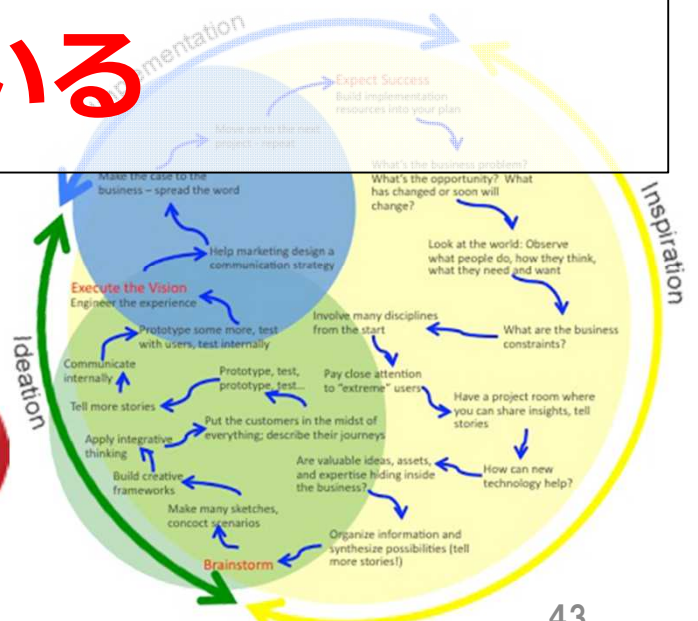 いる
Implementation
Expect Success
Build implementation
resources into your plan
Move on to the next
project - repeat
What's the business problem?
What's the opportunity? What
has changed or soon will
change?
Make the case to the
business – spread the word
Look at the world: Observe
what people do, how they think,
what they need and want
Help marketing design a
communication strategy
Execute the Vision
Engineer the experience
Involve many disciplines
from the start
What are the business
constraints?
Prototype some more, test
with users, test internally
Communicate
internally
Prototype, test,
prototype, test...
Pay close attention
to "extreme" users
Have a project room where
you can share insights, tell
stories
Tell more stories
Put the customers in the midst of
everything; describe their journeys
Apply integrative
thinking
Are valuable ideas, assets,
and expertise hiding inside
the business?
How can new
technology help?
Build creative
frameworks
Make many sketches,
concoct scenarios
Organize information and
synthesize possibilities (tell
more stories!)
Brainstorm
Inspiration
Ideation
43